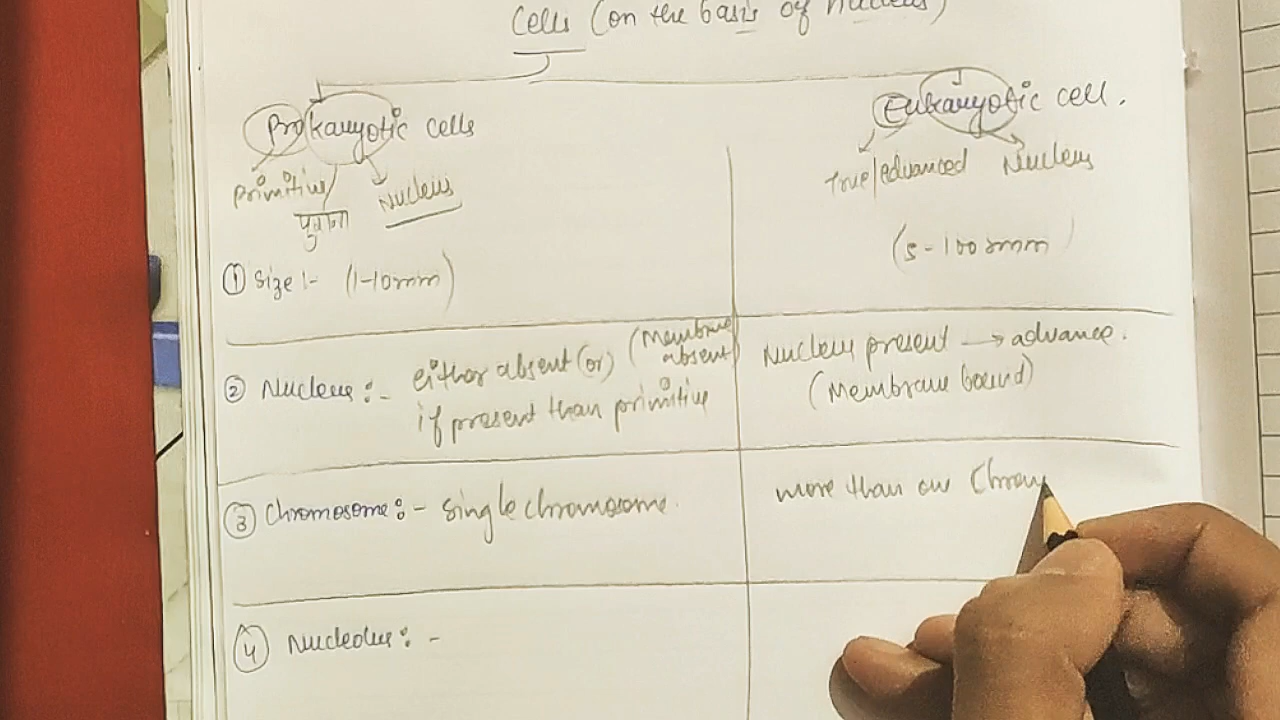 Cells (on the basis of nucleus)
Prokaryotic cells
Eukaryotic cell.
Primitive/
पुराना
Nucleus
True/advanced
Nucleus
① Size :- (1-10mm)
(5-100mm)
② Nucleus :- either absent (or) (Membrane absent)
if present than primitive
Nucleus present → advance.
(Membrane bound)
③ Chromosome :- single chromosome.
more than one
④ Nucleolus :-